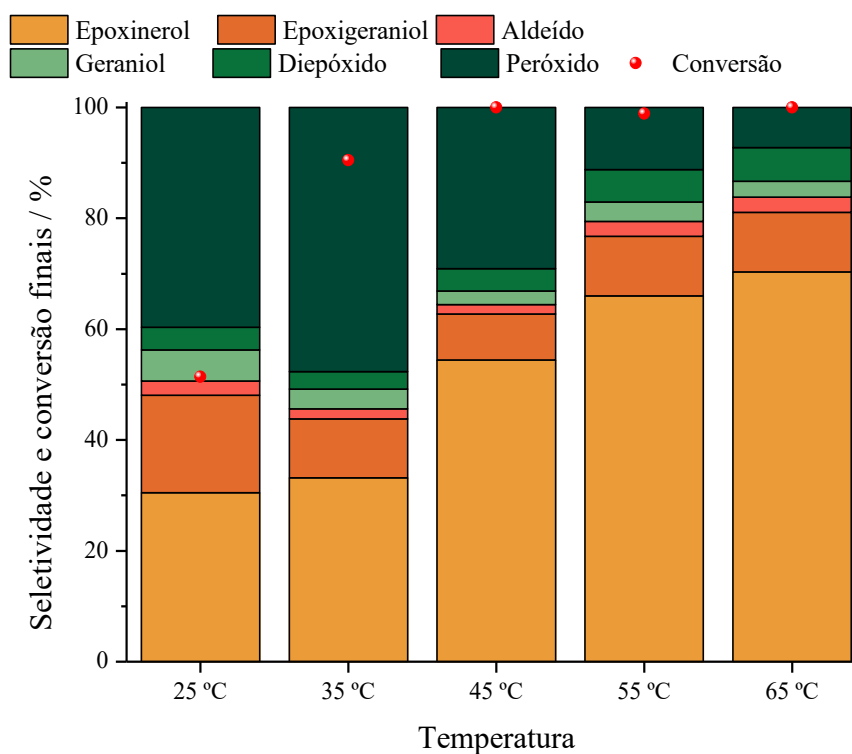 Epoxinerol Epoxigeraniol Aldeído
Geraniol Diepóxido Peróxido Conversão
100
80
60
40
20
0
Seletividade e conversão finais / %
25 ºC 35 ºC 45 ºC 55 ºC 65 ºC
Temperatura